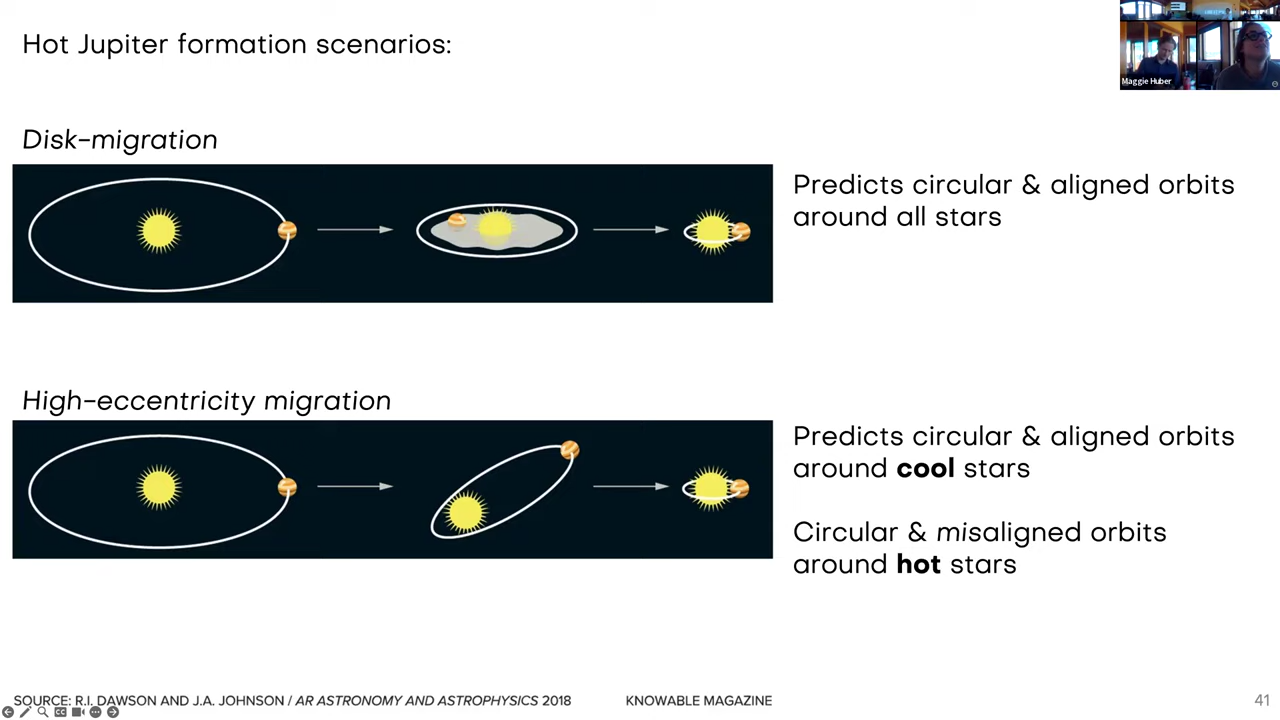 Hot Jupiter formation scenarios:
Maggie Huber
Disk-migration
Predicts circular & aligned orbits
around all stars
High-eccentricity migration
Predicts circular & aligned orbits
around cool stars
Circular & misaligned orbits
around hot stars
SOURCE: R.I. DAWSON AND J.A. JOHNSON / AR ASTRONOMY AND ASTROPHYSICS 2018
KNOWABLE MAGAZINE
41